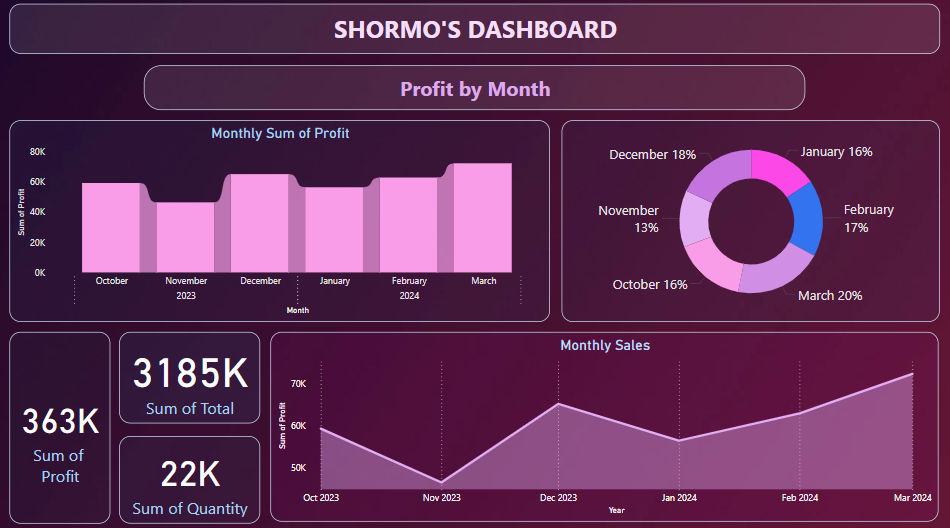 SHORMO'S DASHBOARD
Profit by Month
Monthly Sum of Profit
80K
60K
40K
20K
0K
Sum of Profit
October
November
December
January
February
March
2023
2024
Month
December 18%
January 16%
November
13%
February
17%
October 16%
March 20%
363K
Sum of
Profit
3185K
Sum of Total
22K
Sum of Quantity
Monthly Sales
70K
60K
50K
Sum of Profit
Oct 2023
Nov 2023
Dec 2023
Jan 2024
Feb 2024
Mar 2024
Year